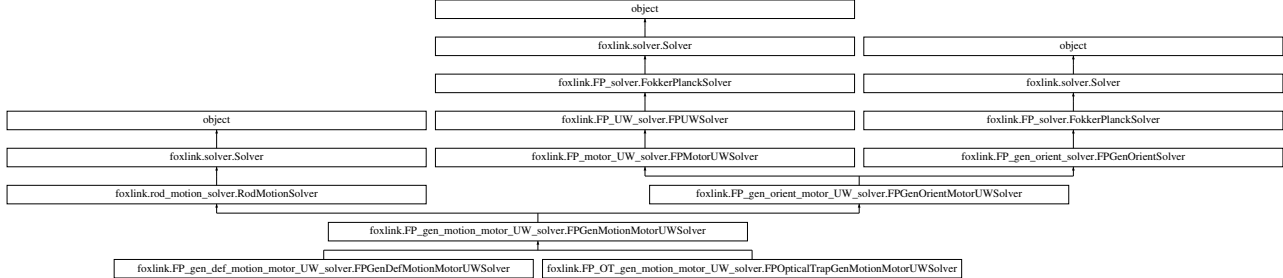 object
foxlink.solver.Solver
object
foxlink.FP_solver.FokkerPlanckSolver
foxlink.solver.Solver
object
foxlink.FP_UW_solver.FPUWSolver
foxlink.FP_solver.FokkerPlanckSolver
foxlink.solver.Solver
foxlink.FP_motor_UW_solver.FPMotorUWSolver
foxlink.FP_gen_orient_solver.FPGenOrientSolver
foxlink.rod_motion_solver.RodMotionSolver
foxlink.FP_gen_orient_motor_UW_solver.FPGenOrientMotorUWSolver
foxlink.FP_gen_motion_motor_UW_solver.FPGenMotionMotorUWSolver
foxlink.FP_gen_def_motion_motor_UW_solver.FPGenDefMotionMotorUWSolver
foxlink.FP_OT_gen_motion_motor_UW_solver.FPOpticalTrapGenMotionMotorUWSolver